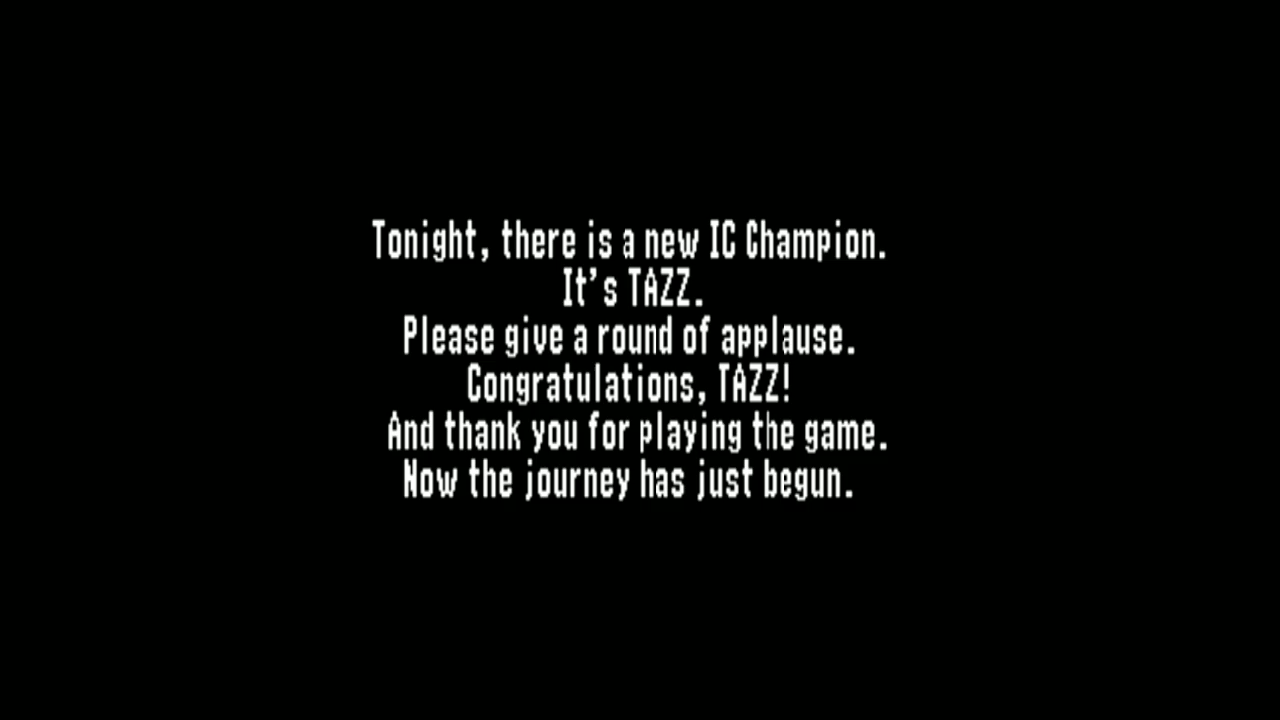 Tonight, there is a new IC Champion.
It's TAZZ.
Please give a round of applause.
Congratulations, TAZZ!
And thank you for playing the game.
Now the journey has just begun.